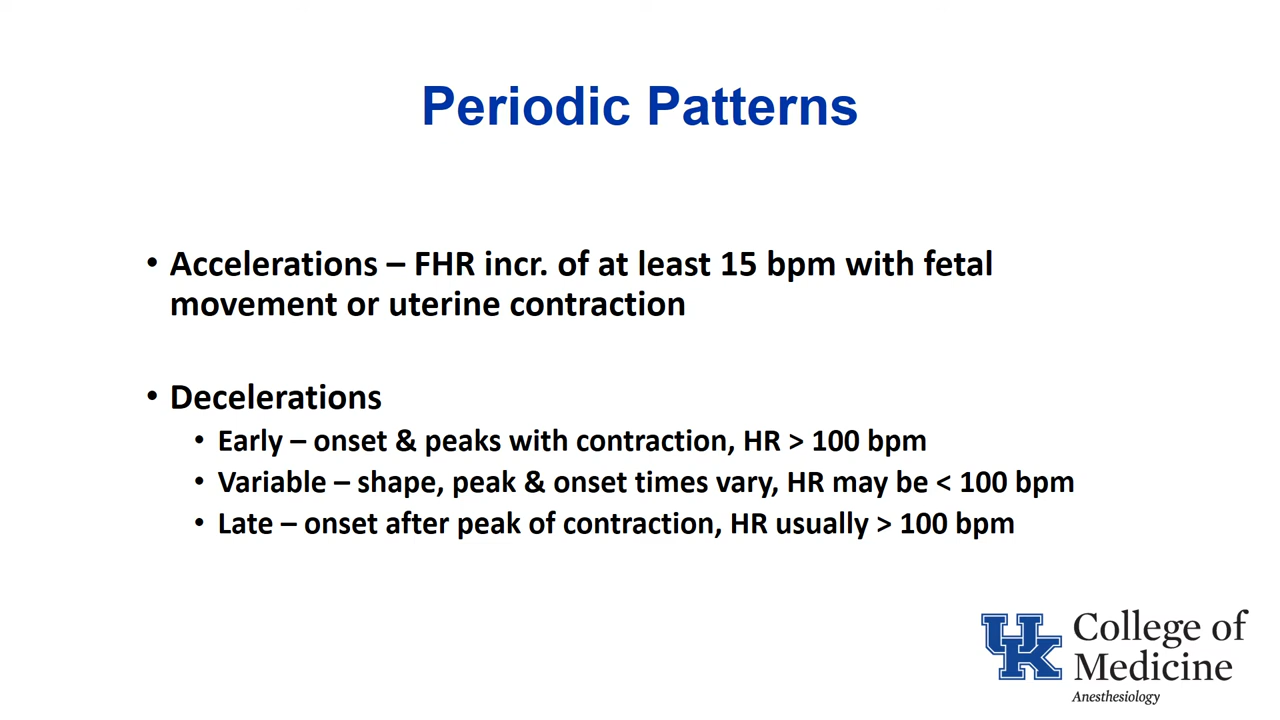 Periodic Patterns
• Accelerations – FHR incr. of at least 15 bpm with fetal
movement or uterine contraction
• Decelerations
• Early – onset & peaks with contraction, HR > 100 bpm
• Variable – shape, peak & onset times vary, HR may be < 100 bpm
• Late – onset after peak of contraction, HR usually > 100 bpm
UK
College of
Medicine
Anesthesiology